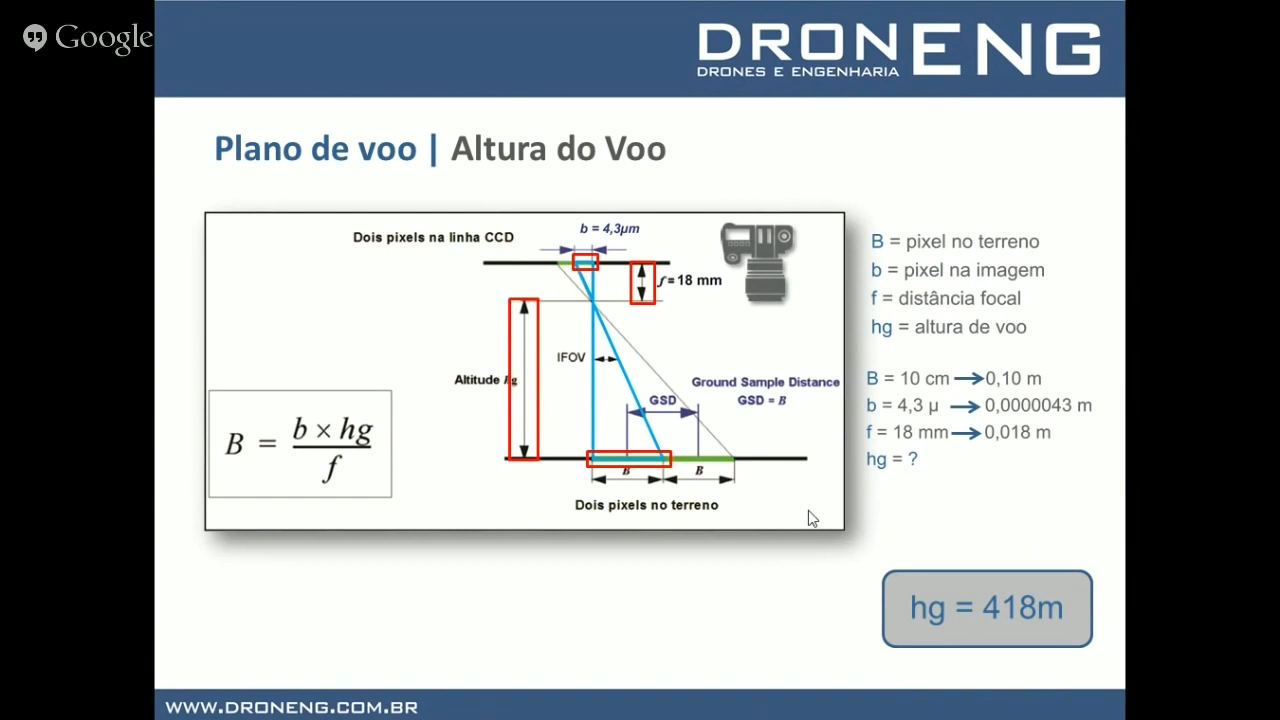 Google
DRONENG
DRONES E ENGENHARIA
Plano de voo | Altura do Voo
Dois pixels na linha CCD
b = 4,3µm
f = 18 mm
IFOV
Altitude hg
Ground Sample Distance
GSD = B
GSD
B = b × hg / f
B
B
Dois pixels no terreno
B = pixel no terreno
b = pixel na imagem
f = distância focal
hg = altura de voo
B = 10 cm → 0,10 m
b = 4,3 µ → 0,0000043 m
f = 18 mm → 0,018 m
hg = ?
hg = 418m
WWW.DRONENG.COM.BR